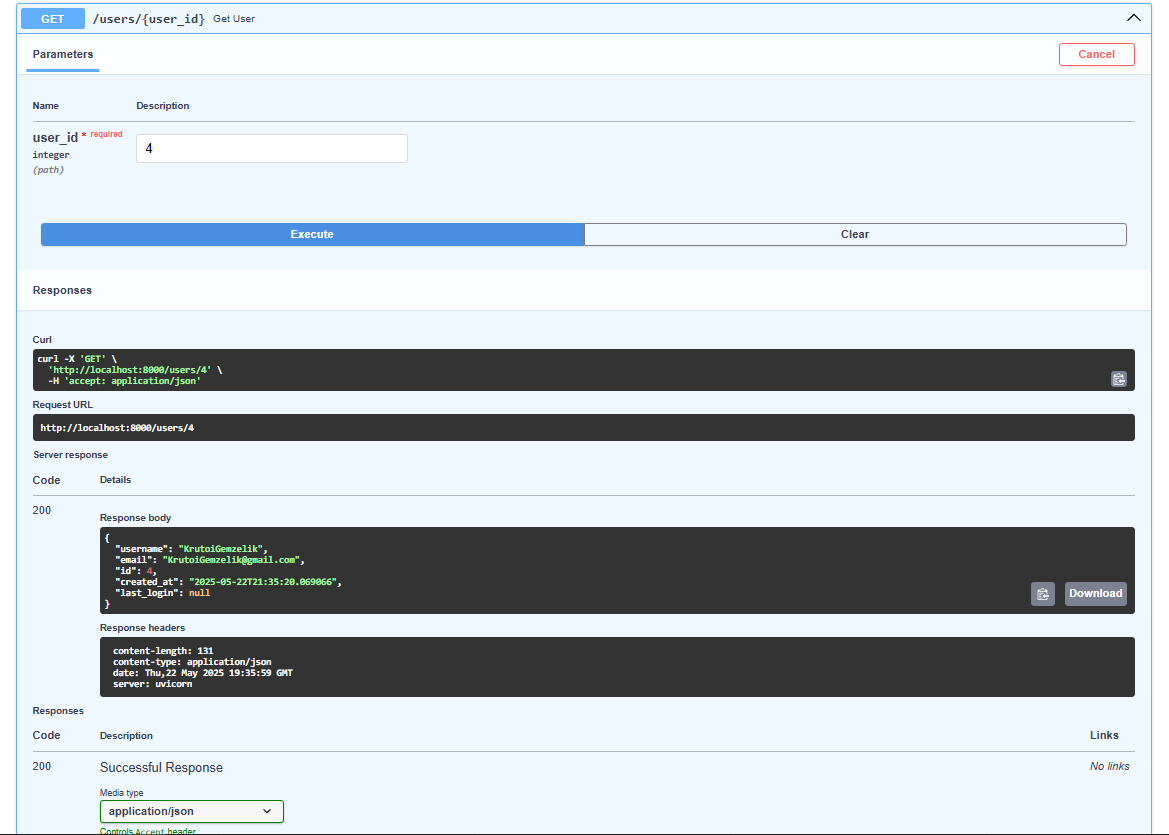 GET /users/{user_id} Get User
Parameters
Cancel
Name Description
user_id * required
integer
(path)
4
Execute Clear
Responses
Curl
curl -X 'GET' \
'http://localhost:8000/users/4' \
-H 'accept: application/json'
Request URL
http://localhost:8000/users/4
Server response
Code Details
200
Response body
{
"username": "KrutoiGemzelik",
"email": "KrutoiGemzelik@gmail.com",
"id": 4,
"created_at": "2025-05-22T21:35:20.069066",
"last_login": null
}
Download
Response headers
content-length: 131
content-type: application/json
date: Thu,22 May 2025 19:35:59 GMT
server: uvicorn
Responses
Code Description Links
200 Successful Response No links
Media type
application/json
Controls Accept header